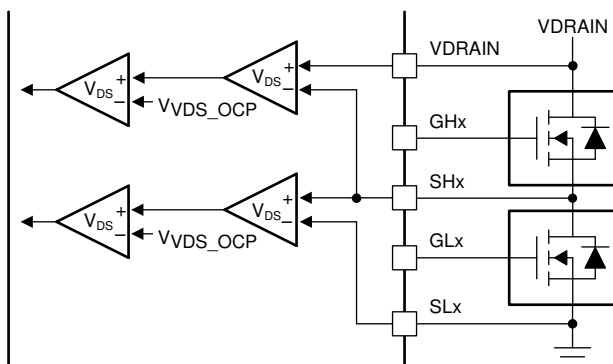 VDRAIN
VDRAIN
+
VDS
−
VVDS_OCP
+
VDS
−
GHx
SHx
+
VDS
−
VVDS_OCP
+
VDS
−
GLx
SLx